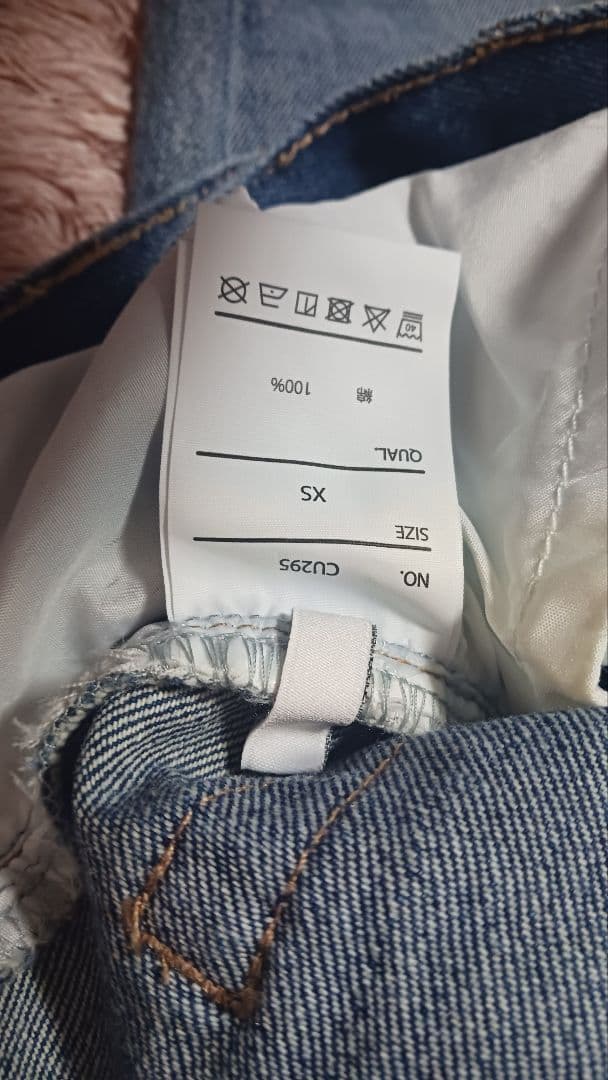 NO. CU295
SIZE
XS
QUAL.
綿 100%
40